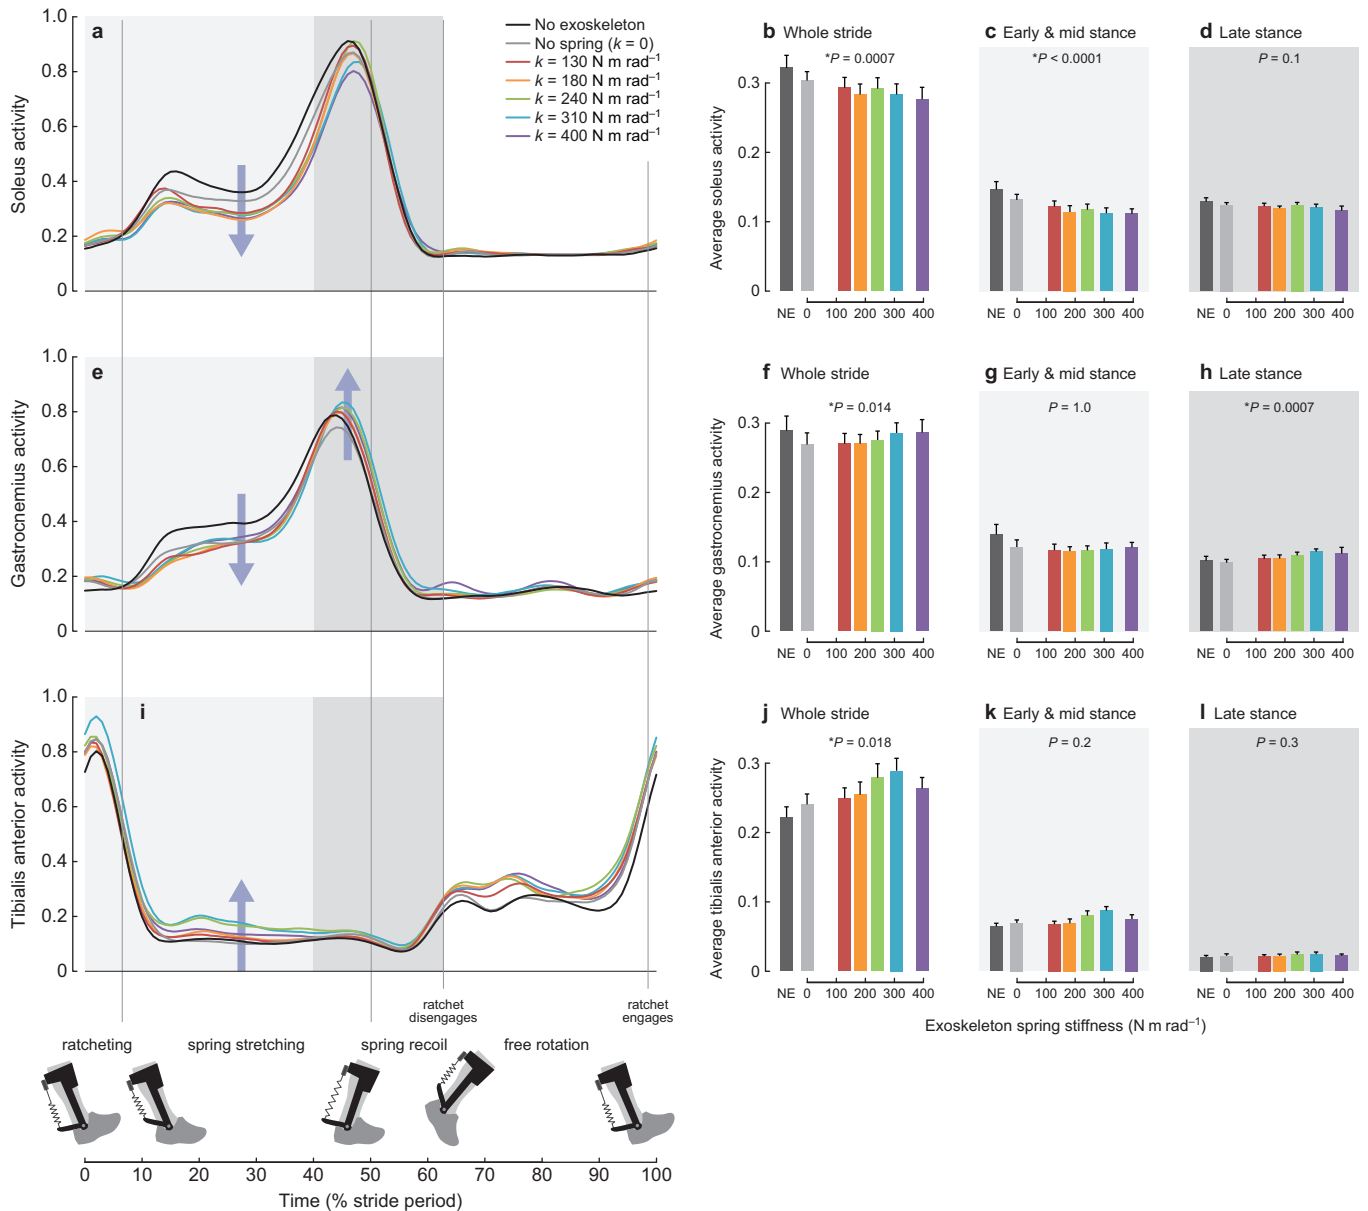 a
Soleus activity
1.0
0.8
0.6
0.4
0.2
0
No exoskeleton
No spring (k = 0)
k = 130 N m rad⁻¹
k = 180 N m rad⁻¹
k = 240 N m rad⁻¹
k = 310 N m rad⁻¹
k = 400 N m rad⁻¹
b Whole stride
*P = 0.0007
Average soleus activity
0.3
0.2
0.1
0
NE 0 100 200 300 400
c Early & mid stance
*P < 0.0001
NE 0 100 200 300 400
d Late stance
P = 0.1
NE 0 100 200 300 400
e
Gastrocnemius activity
1.0
0.8
0.6
0.4
0.2
0
f Whole stride
*P = 0.014
Average gastrocnemius activity
0.3
0.2
0.1
0
NE 0 100 200 300 400
g Early & mid stance
P = 1.0
NE 0 100 200 300 400
h Late stance
*P = 0.0007
NE 0 100 200 300 400
i
Tibialis anterior activity
1.0
0.8
0.6
0.4
0.2
0
j Whole stride
*P = 0.018
Average tibialis anterior activity
0.3
0.2
0.1
0
NE 0 100 200 300 400
k Early & mid stance
P = 0.2
NE 0 100 200 300 400
l Late stance
P = 0.3
NE 0 100 200 300 400
Exoskeleton spring stiffness (N m rad⁻¹)
ratchet
disengages
ratchet
engages
ratcheting
spring stretching
spring recoil
free rotation
0 10 20 30 40 50 60 70 80 90 100
Time (% stride period)